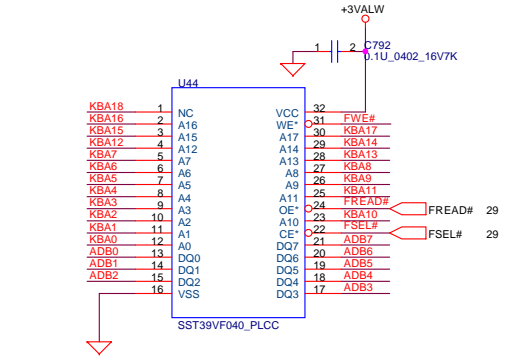 +3VALW
1 2 C792
0.1U_0402_16V7K
U44
KBA18 1 NC VCC 32
KBA16 2 A16 WE* 31 FWE#
KBA15 3 A15 A17 30 KBA17
KBA12 4 A12 A14 29 KBA14
KBA7 5 A7 A13 28 KBA13
KBA6 6 A6 A8 27 KBA8
KBA5 7 A5 A9 26 KBA9
KBA4 8 A4 A11 25 KBA11
KBA3 9 A3 OE* 24 FREAD# FREAD# 29
KBA2 10 A2 A10 23 KBA10
KBA1 11 A1 CE* 22 FSEL# FSEL# 29
KBA0 12 A0 DQ7 21 ADB7
ADB0 13 DQ0 DQ6 20 ADB6
ADB1 14 DQ1 DQ5 19 ADB5
ADB2 15 DQ2 DQ4 18 ADB4
16 VSS DQ3 17 ADB3
SST39VF040_PLCC